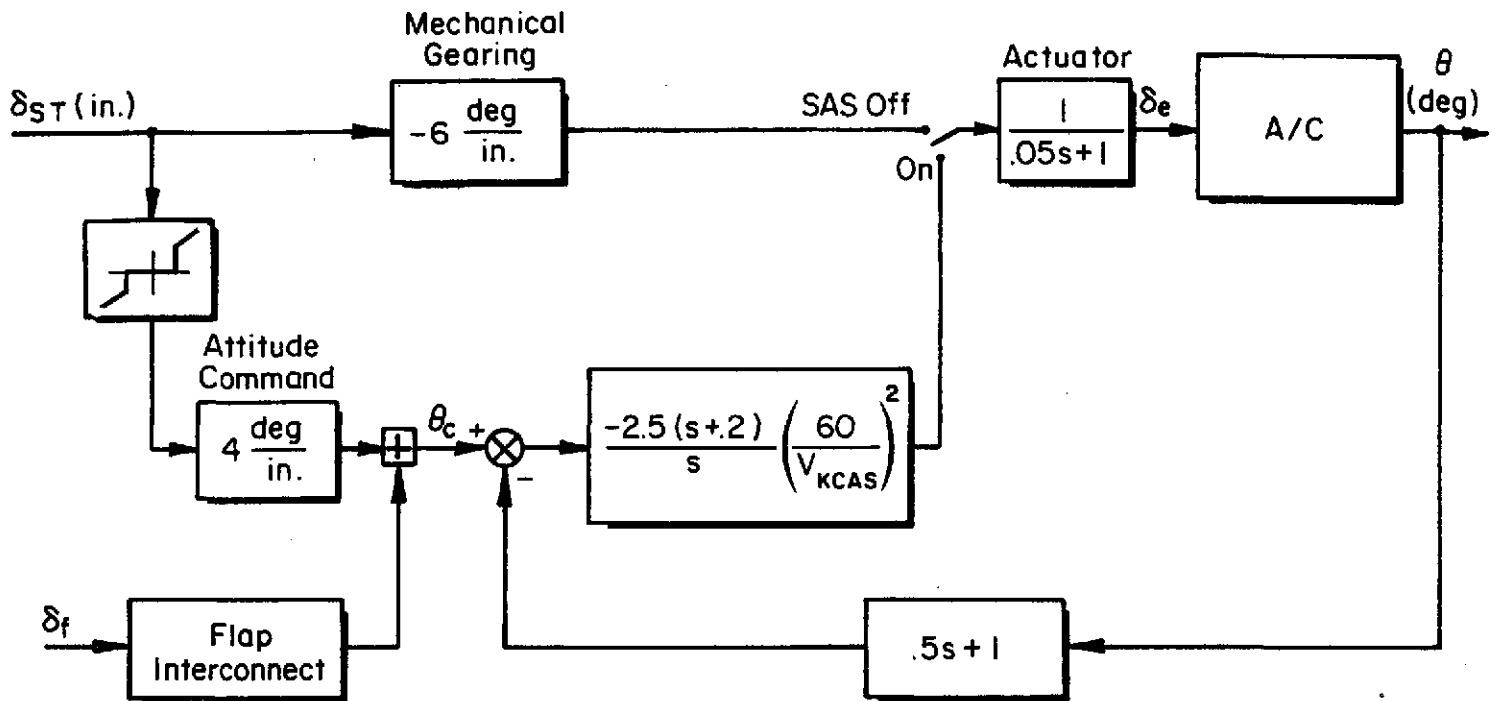 Mechanical
Gearing
δST (in.)
-6 deg/in.
SAS Off
On
Actuator
1/.05s+1
δe
A/C
θ
(deg)
Attitude
Command
4 deg/in.
+
θc +
-
-2.5 (s+.2)/s (60/VKCAS)²
δf
Flap
Interconnect
.5s+1